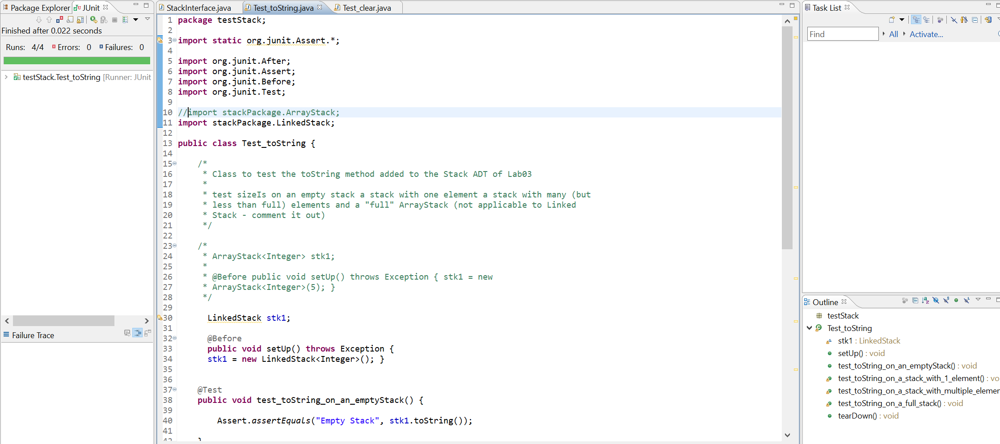 Package Explorer JUnit
Finished after 0.022 seconds
Runs: 4/4 Errors: 0 Failures: 0
testStack.Test_toString [Runner: JUnit
Failure Trace
StackInterface.java Test_toString.java Test_clear.java
1 package testStack;
2
3 import static org.junit.Assert.*;
4
5 import org.junit.After;
6 import org.junit.Assert;
7 import org.junit.Before;
8 import org.junit.Test;
9
10 //import stackPackage.ArrayStack;
11 import stackPackage.LinkedStack;
12
13 public class Test_toString {
14
15 /*
16 * Class to test the toString method added to the Stack ADT of Lab03
17 *
18 * test sizeIs on an empty stack a stack with one element a stack with many (but
19 * less than full) elements and a "full" ArrayStack (not applicable to Linked
20 * Stack - comment it out)
21 */
22
23 /*
24 * ArrayStack<Integer> stk1;
25 *
26 * @Before public void setUp() throws Exception { stk1 = new
27 * ArrayStack<Integer>(5); }
28 */
29
30 LinkedStack stk1;
31
32 @Before
33 public void setUp() throws Exception {
34 stk1 = new LinkedStack<Integer>(); }
35
36
37 @Test
38 public void test_toString_on_an_emptyStack() {
39
40 Assert.assertEquals("Empty Stack", stk1.toString());
41
42 }
Task List
Find All Activate...
Outline
testStack
Test_toString
stk1 : LinkedStack
setUp() : void
test_toString_on_an_emptyStack() : void
test_toString_on_a_stack_with_1_element() : vo
test_toString_on_a_stack_with_multiple_elemen
test_toString_on_a_full_stack() : void
tearDown() : void